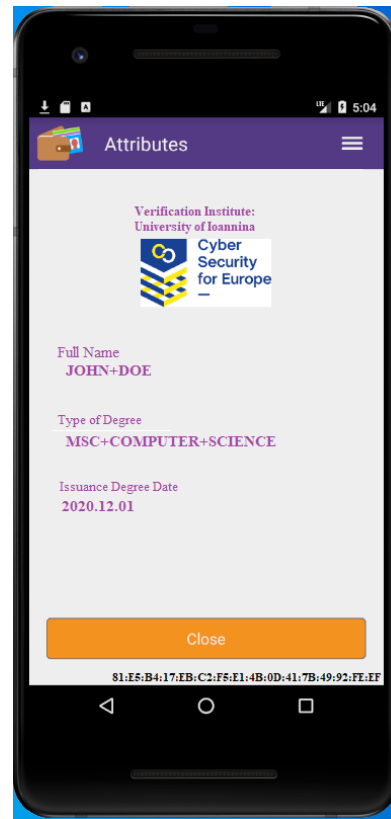 LTE 5:04
Attributes
Verification Institute:
University of Ioannina
Cyber
Security
for Europe
Full Name
JOHN+DOE
Type of Degree
MSC+COMPUTER+SCIENCE
Issuance Degree Date
2020.12.01
Close
81:E5:B4:17:EB:C2:F5:E1:4B:0D:41:7B:49:92:FE:EF